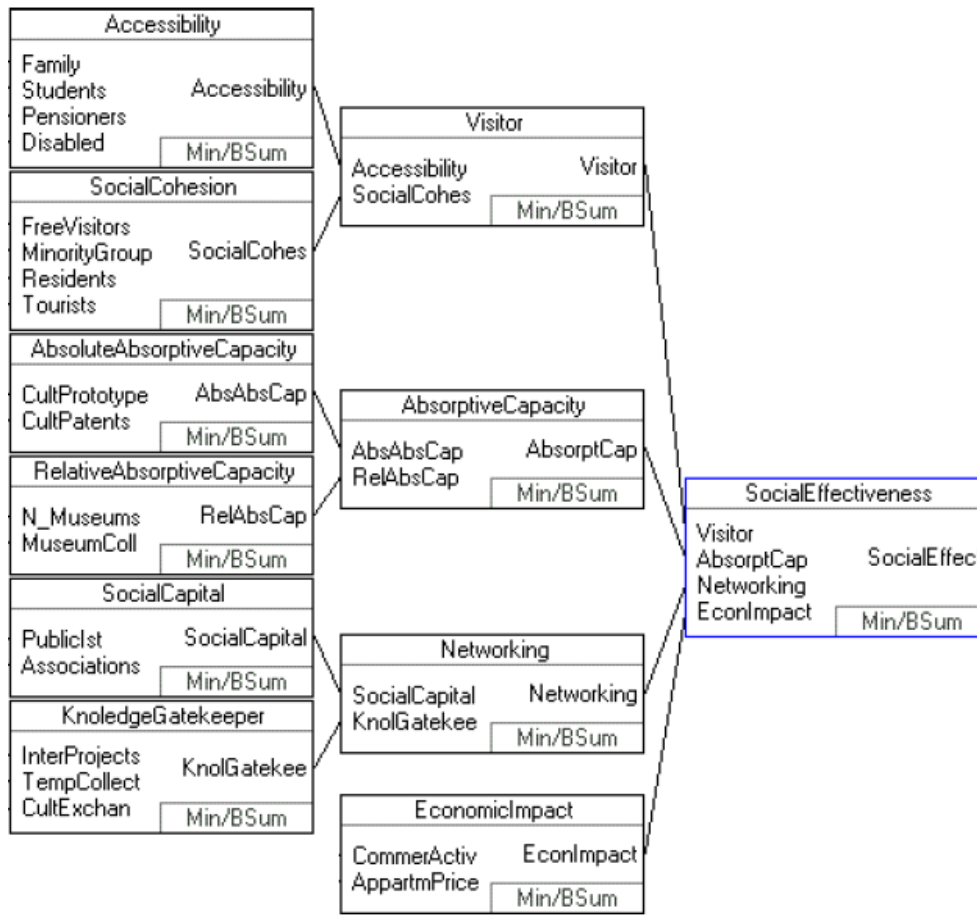 Accessibility
Family
Students
Pensioners
Disabled
Accessibility
Min/BSum
SocialCohesion
FreeVisitors
MinorityGroup
Residents
Tourists
SocialCohes
Min/BSum
AbsoluteAbsorptiveCapacity
CultPrototype
CultPatents
AbsAbsCap
Min/BSum
RelativeAbsorptiveCapacity
N_Museums
MuseumColl
RelAbsCap
Min/BSum
SocialCapital
PublicIst
Associations
SocialCapital
Min/BSum
KnoledgeGatekeeper
InterProjects
TempCollect
CultExchan
KnolGatekee
Min/BSum
Visitor
Accessibility
SocialCohes
Visitor
Min/BSum
AbsorptiveCapacity
AbsAbsCap
RelAbsCap
AbsorptCap
Min/BSum
Networking
SocialCapital
KnolGatekee
Networking
Min/BSum
EconomicImpact
CommerActiv
AppartmPrice
EconImpact
Min/BSum
SocialEffectiveness
Visitor
AbsorptCap
Networking
EconImpact
SocialEffec
Min/BSum